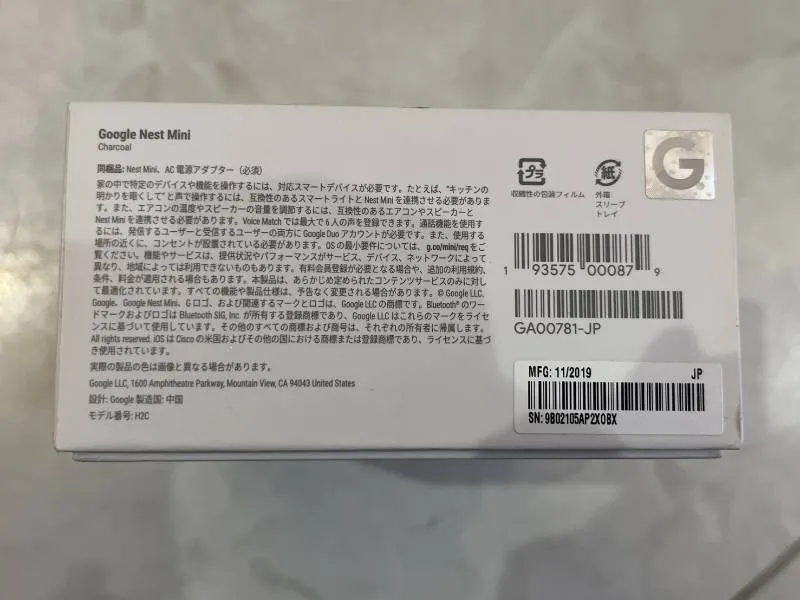 Google Nest Mini
Charcoal
同梱品: Nest Mini、AC 電源アダプター（必須）
家の中で特定のデバイスや機能を操作するには、対応スマートデバイスが必要です。たとえば、"キッチンの
明かりを暗くして"と声で操作するには、互換性のあるスマートライトと Nest Mini を連携させる必要がありま
す。また、エアコンの温度やスピーカーの音量を調節するには、互換性のあるエアコンやスピーカーと
Nest Mini を連携させる必要があります。Voice Match では最大で 6 人の声を登録できます。通話機能を使用す
るには、発信するユーザーと受信するユーザーの両方に Google Duo アカウントが必要です。また、使用する
場所の近くに、コンセントが設置されている必要があります。OS の最小要件については、g.co/mini/req をご
覧ください。機能やサービスは、提供状況やパフォーマンスがサービス、デバイス、ネットワークによって
異なり、地域によっては利用できないものもあります。有料会員登録が必要となる場合や、追加の利用規約、
条件、料金が適用される場合もあります。本製品は、あらかじめ定められたコンテンツサービスのみに対し
て最適化されています。すべての機能や製品仕様は、予告なく変更される場合があります。© Google LLC.
Google、Google Nest Mini、G ロゴ、および関連するマークとロゴは、Google LLC の商標です。Bluetooth® のワー
ドマークおよびロゴは Bluetooth SIG, Inc. が所有する登録商標であり、Google LLC はこれらのマークをライセ
ンスに基づいて使用しています。その他のすべての商標および商号は、それぞれの所有者に帰属します。
All rights reserved. iOS は Cisco の米国およびその他の国における商標または登録商標であり、ライセンスに基づ
き使用されています。
実際の製品の色は画像と異なる場合があります。
Google LLC, 1600 Amphitheatre Parkway, Mountain View, CA 94043 United States
設計: Google 製造国: 中国
モデル番号: H2C
プラ
収縮性の包装フィルム
紙
外箱
スリーブ
トレイ
G
1 93575 00087 9
GA00781-JP
MFG: 11/2019 JP
SN: 9B02105AP2X0BX